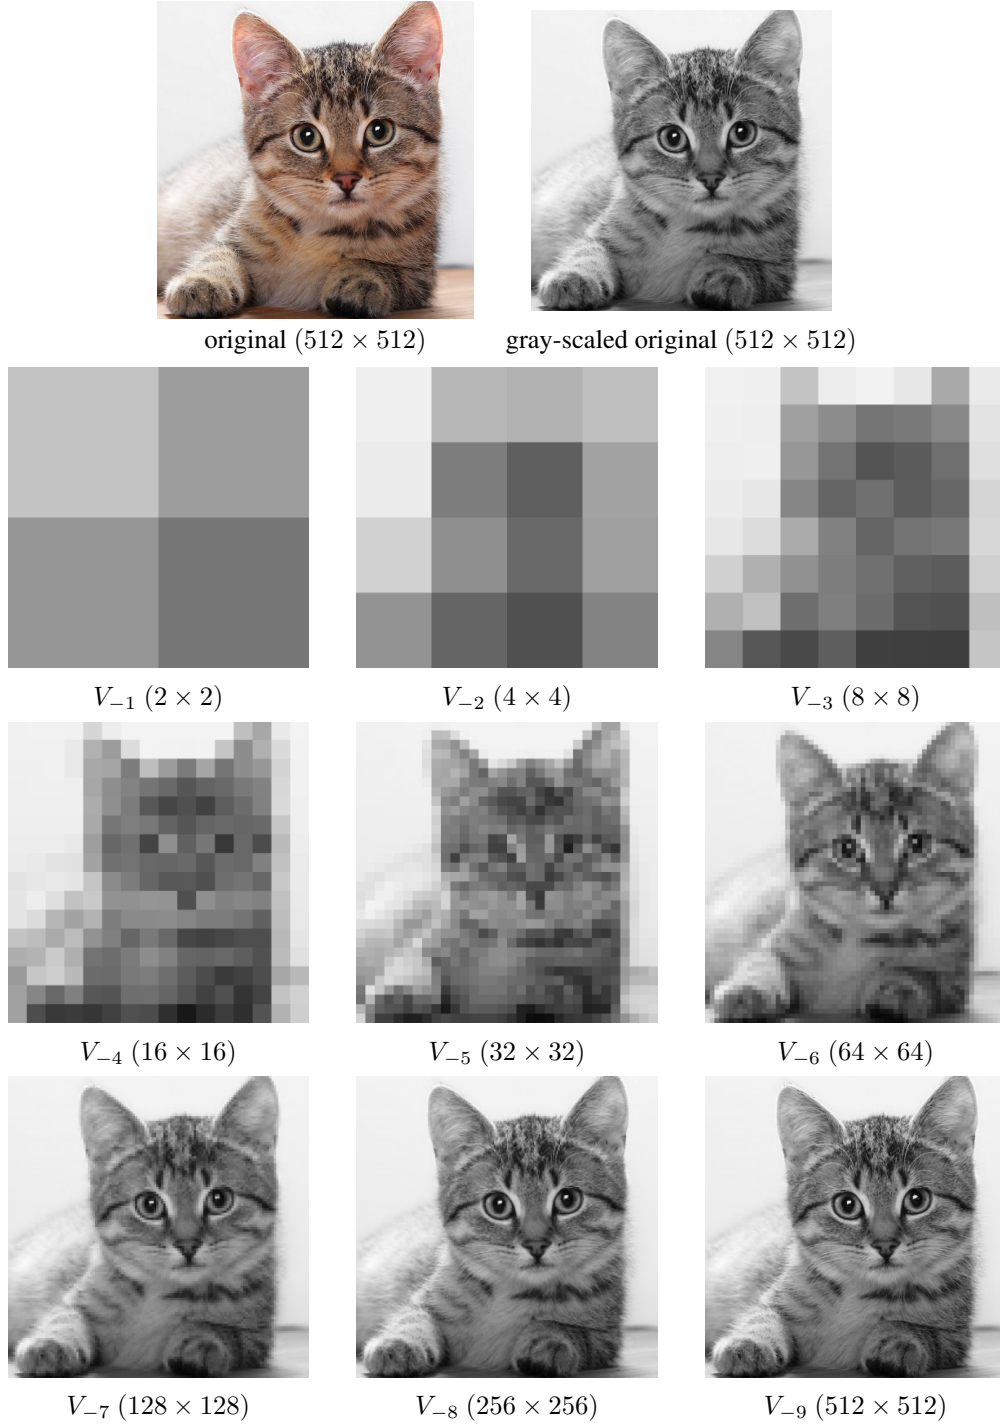 original (512 × 512)
gray-scaled original (512 × 512)
V₋₁ (2 × 2)
V₋₂ (4 × 4)
V₋₃ (8 × 8)
V₋₄ (16 × 16)
V₋₅ (32 × 32)
V₋₆ (64 × 64)
V₋₇ (128 × 128)
V₋₈ (256 × 256)
V₋₉ (512 × 512)